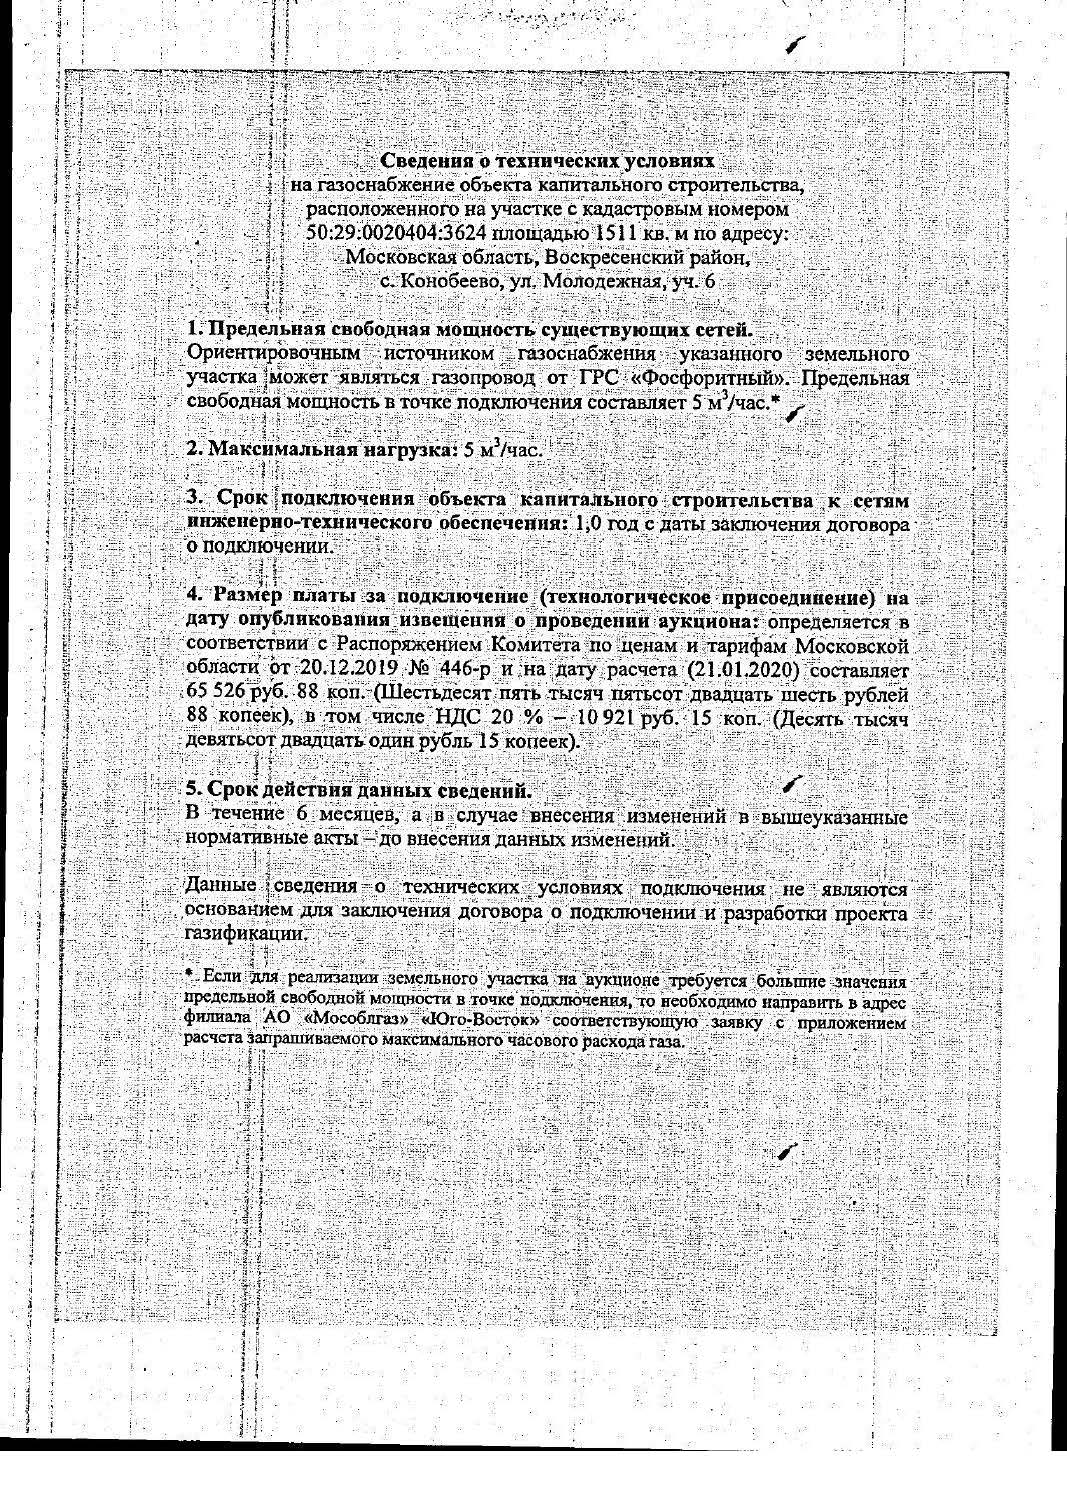 Сведения о технических условиях
на газоснабжение объекта капитального строительства,
расположенного на участке с кадастровым номером
50:29:0020404:3624 площадью 1511 кв. м по адресу:
Московская область, Воскресенский район,
с. Конобеево, ул. Молодежная, уч. 6
1. Предельная свободная мощность существующих сетей.
Ориентировочным источником газоснабжения указанного земельного
участка может являться газопровод от ГРС «Фосфоритный». Предельная
свободная мощность в точке подключения составляет 5 м³/час.*
2. Максимальная нагрузка: 5 м³/час.
3. Срок подключения объекта капитального строительства к сетям
инженерно-технического обеспечения: 1,0 год с даты заключения договора
о подключении.
4. Размер платы за подключение (технологическое присоединение) на
дату опубликования извещения о проведении аукциона: определяется в
соответствии с Распоряжением Комитета по ценам и тарифам Московской
области от 20.12.2019 № 446-р и на дату расчета (21.01.2020) составляет
65 526 руб. 88 коп. (Шестьдесят пять тысяч пятьсот двадцать шесть рублей
88 копеек), в том числе НДС 20 % – 10 921 руб. 15 коп. (Десять тысяч
девятьсот двадцать один рубль 15 копеек).
5. Срок действия данных сведений.
В течение 6 месяцев, а в случае внесения изменений в вышеуказанные
нормативные акты – до внесения данных изменений.
Данные сведения о технических условиях подключения не являются
основанием для заключения договора о подключении и разработки проекта
газификации.
* Если для реализации земельного участка на аукционе требуется большие значения
предельной свободной мощности в точке подключения, то необходимо направить в адрес
филиала АО «Мособлгаз» «Юго-Восток» соответствующую заявку с приложением
расчета запрашиваемого максимального часового расхода газа.